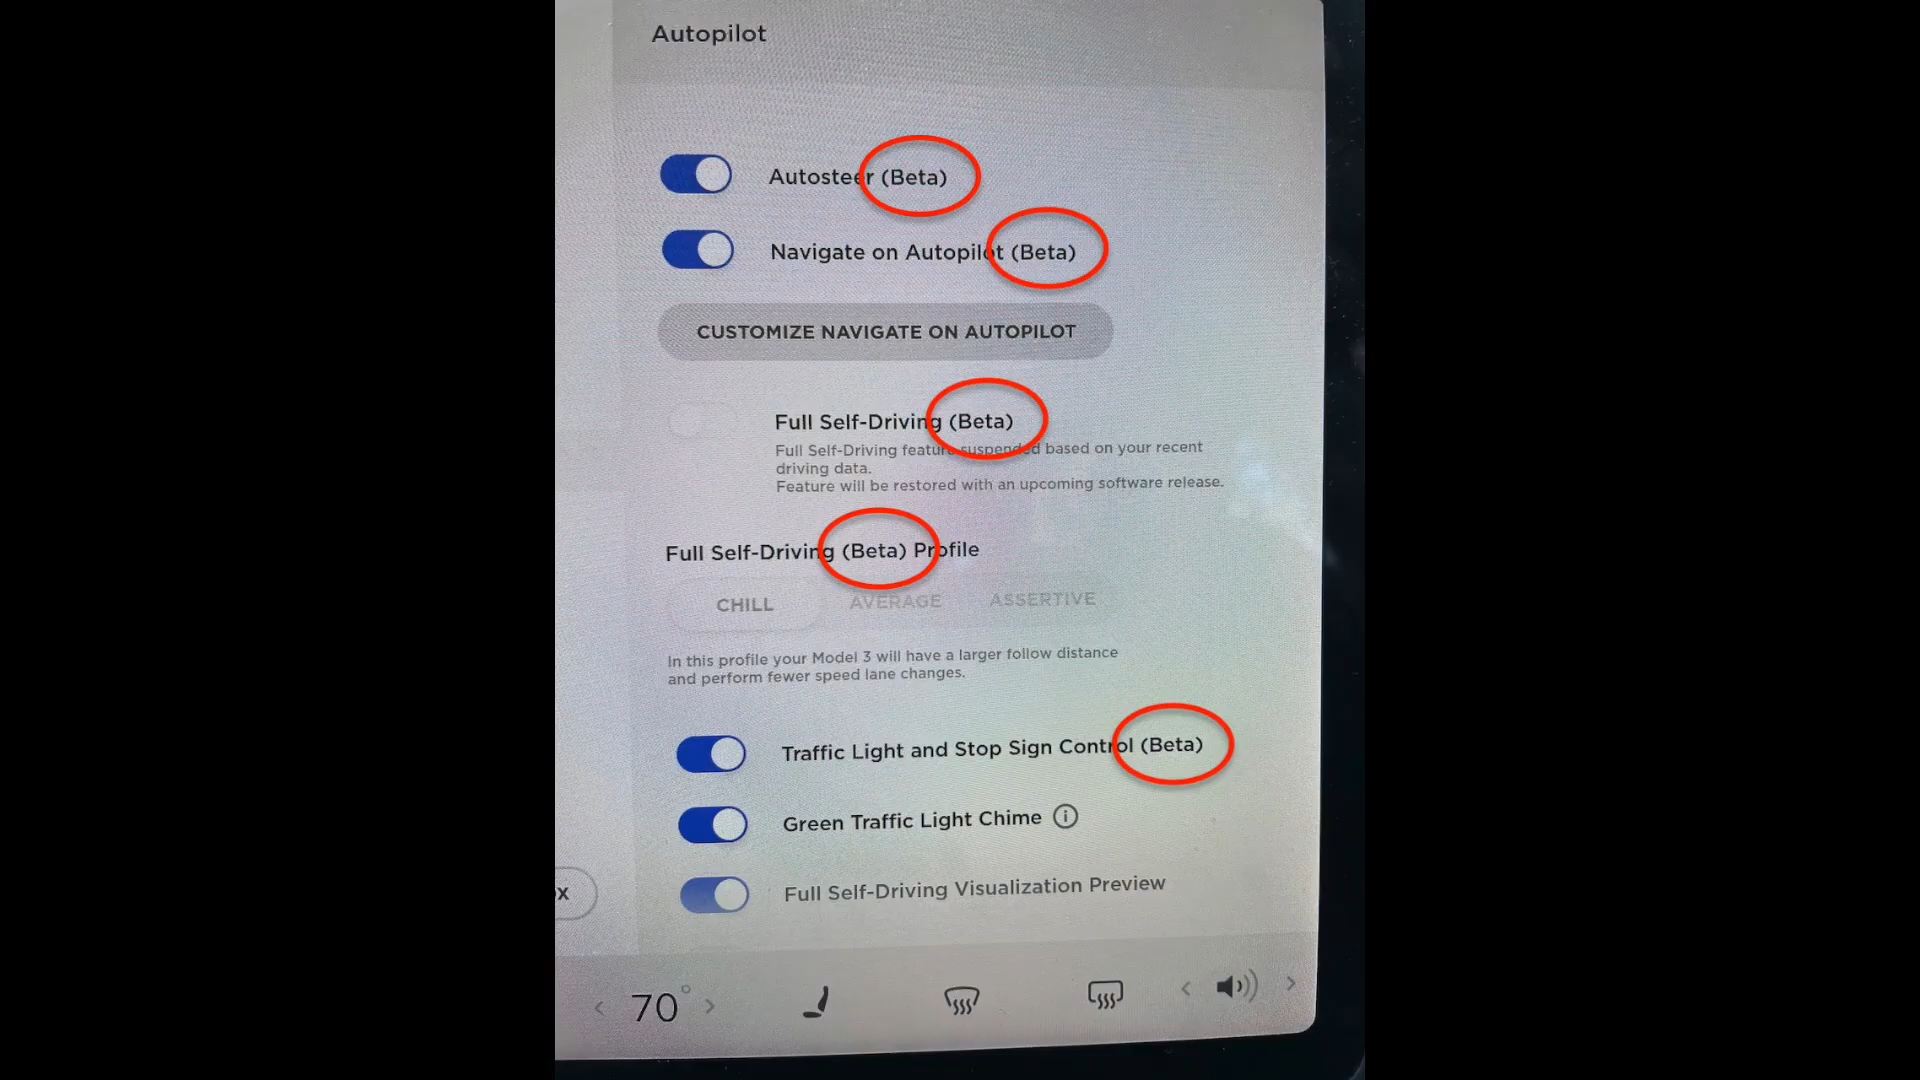 Autopilot
Autosteer (Beta)
Navigate on Autopilot (Beta)
CUSTOMIZE NAVIGATE ON AUTOPILOT
Full Self-Driving (Beta)
Full Self-Driving feature suspended based on your recent
driving data.
Feature will be restored with an upcoming software release.
Full Self-Driving (Beta) Profile
CHILL AVERAGE ASSERTIVE
In this profile your Model 3 will have a larger follow distance
and perform fewer speed lane changes.
Traffic Light and Stop Sign Control (Beta)
Green Traffic Light Chime
Full Self-Driving Visualization Preview
X
70°